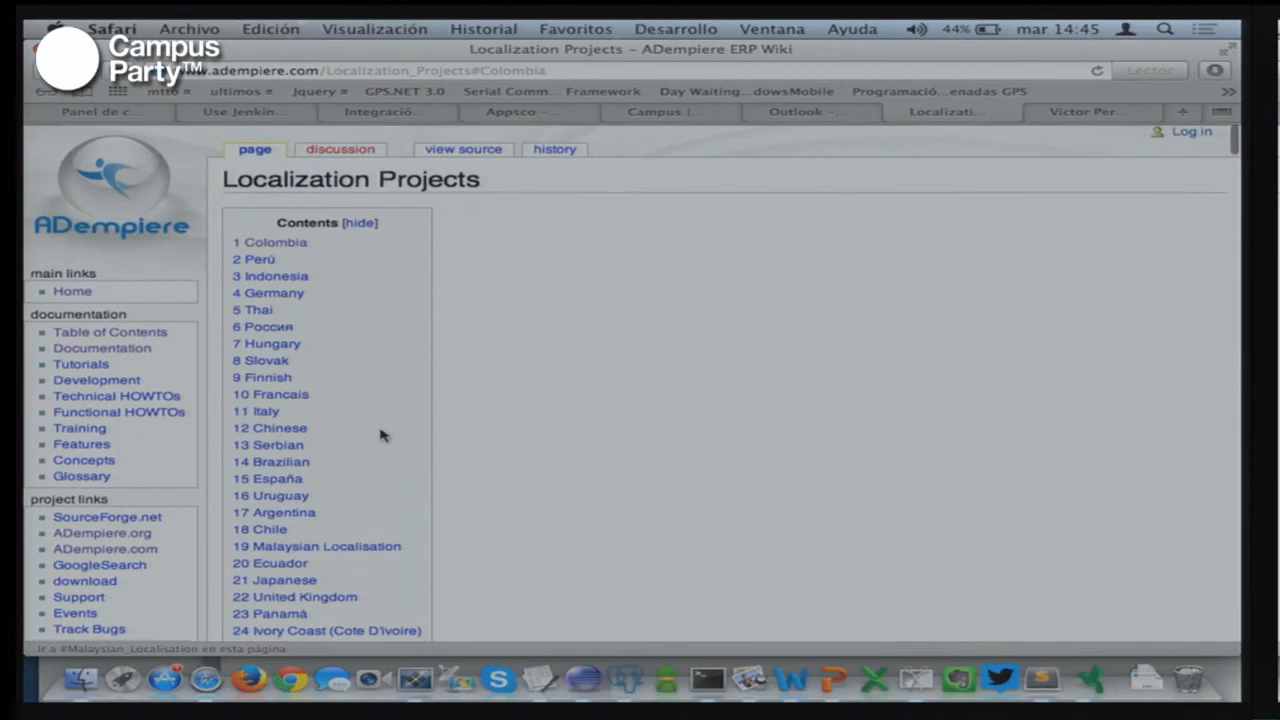 Safari Archivo Edición Visualización Historial Favoritos Desarrollo Ventana Ayuda 44% mar 14:45
Campus
Party™
Localization Projects – ADempiere ERP Wiki
www.adempiere.com/Localization_Projects#Colombia
Lector
mtto ultimos Jquery GPS.NET 3.0 Serial Comm... Framework Day Waiting...dowsMobile Programació...enadas GPS
Panel de c... Use Jenkin... Integració... Appsco –... Campus |... Outlook –... Localizati... Victor Per...
Log in
page discussion view source history
Localization Projects
ADempiere
main links
Home
documentation
Table of Contents
Documentation
Tutorials
Development
Technical HOWTOs
Functional HOWTOs
Training
Features
Concepts
Glossary
project links
SourceForge.net
ADempiere.org
ADempiere.com
GoogleSearch
download
Support
Events
Track Bugs
Contents [hide]
1 Colombia
2 Perú
3 Indonesia
4 Germany
5 Thai
6 Россия
7 Hungary
8 Slovak
9 Finnish
10 Francais
11 Italy
12 Chinese
13 Serbian
14 Brazilian
15 España
16 Uruguay
17 Argentina
18 Chile
19 Malaysian Localisation
20 Ecuador
21 Japanese
22 United Kingdom
23 Panamá
24 Ivory Coast (Cote D'ivoire)
Ir a #Malaysian_Localisation en esta página